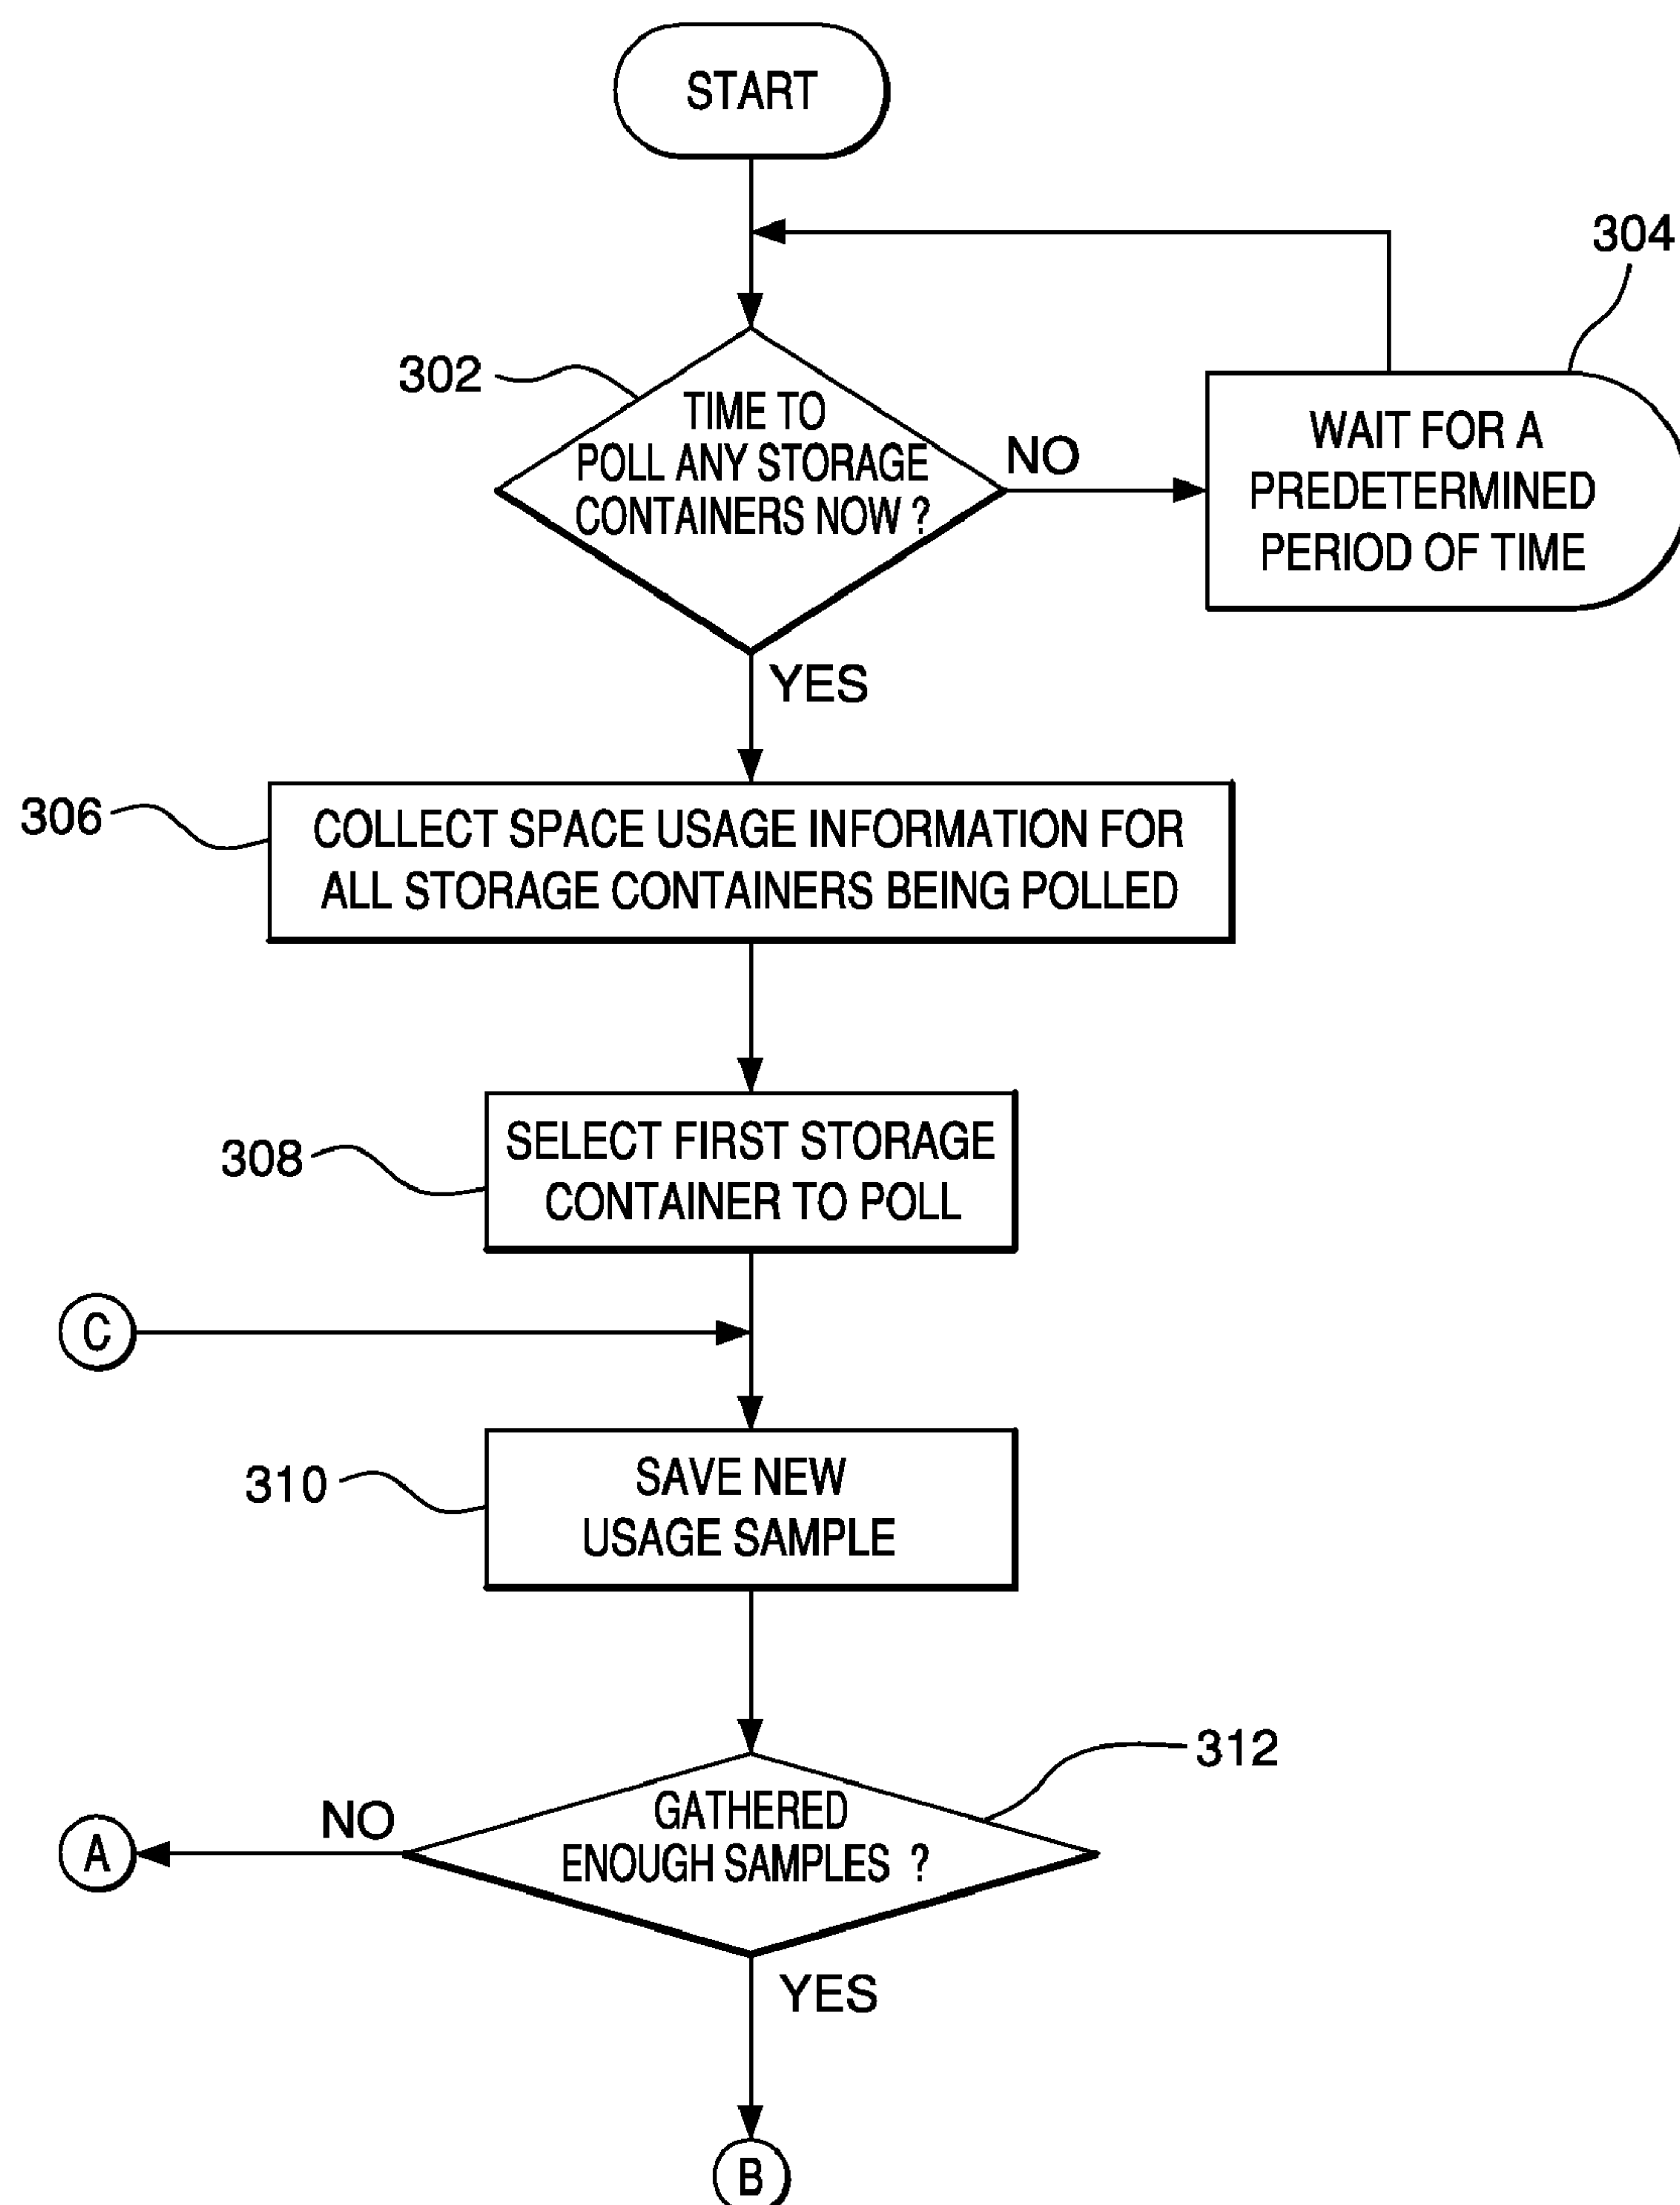 START
304
302
TIME TO
POLL ANY STORAGE
CONTAINERS NOW ?
NO
WAIT FOR A
PREDETERMINED
PERIOD OF TIME
YES
306
COLLECT SPACE USAGE INFORMATION FOR
ALL STORAGE CONTAINERS BEING POLLED
308
SELECT FIRST STORAGE
CONTAINER TO POLL
C
310
SAVE NEW
USAGE SAMPLE
312
GATHERED
ENOUGH SAMPLES ?
NO
A
YES
B